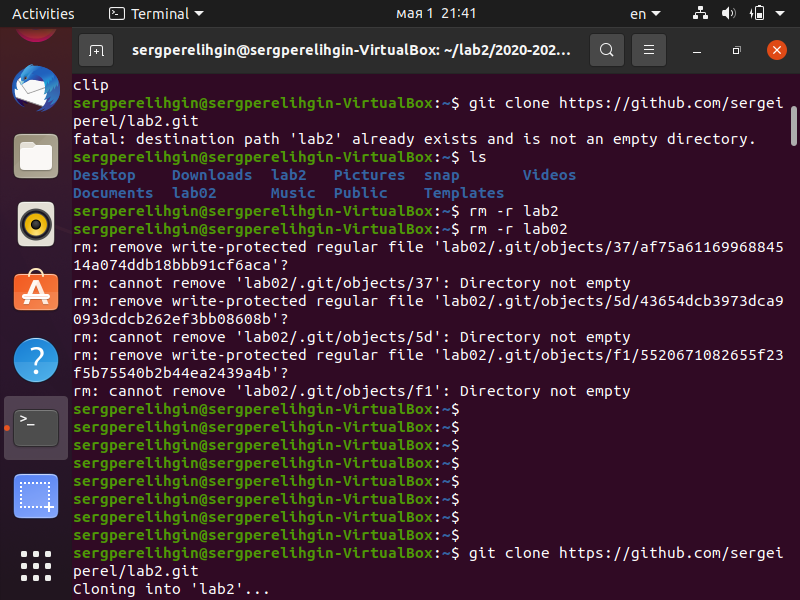 Activities Terminal мая 1 21:41 en
sergperelihgin@sergperelihgin-VirtualBox: ~/lab2/2020-202...
clip
sergperelihgin@sergperelihgin-VirtualBox:~$ git clone https://github.com/sergei
perel/lab2.git
fatal: destination path 'lab2' already exists and is not an empty directory.
sergperelihgin@sergperelihgin-VirtualBox:~$ ls
Desktop Downloads lab2 Pictures snap Videos
Documents lab02 Music Public Templates
sergperelihgin@sergperelihgin-VirtualBox:~$ rm -r lab2
sergperelihgin@sergperelihgin-VirtualBox:~$ rm -r lab02
rm: remove write-protected regular file 'lab02/.git/objects/37/af75a61169968845
14a074ddb18bbb91cf6aca'?
rm: cannot remove 'lab02/.git/objects/37': Directory not empty
rm: remove write-protected regular file 'lab02/.git/objects/5d/43654dcb3973dca9
093dcdcb262ef3bb08608b'?
rm: cannot remove 'lab02/.git/objects/5d': Directory not empty
rm: remove write-protected regular file 'lab02/.git/objects/f1/5520671082655f23
f5b75540b2b44ea2439a4b'?
rm: cannot remove 'lab02/.git/objects/f1': Directory not empty
sergperelihgin@sergperelihgin-VirtualBox:~$
sergperelihgin@sergperelihgin-VirtualBox:~$
sergperelihgin@sergperelihgin-VirtualBox:~$
sergperelihgin@sergperelihgin-VirtualBox:~$
sergperelihgin@sergperelihgin-VirtualBox:~$
sergperelihgin@sergperelihgin-VirtualBox:~$
sergperelihgin@sergperelihgin-VirtualBox:~$
sergperelihgin@sergperelihgin-VirtualBox:~$
sergperelihgin@sergperelihgin-VirtualBox:~$ git clone https://github.com/sergei
perel/lab2.git
Cloning into 'lab2'...